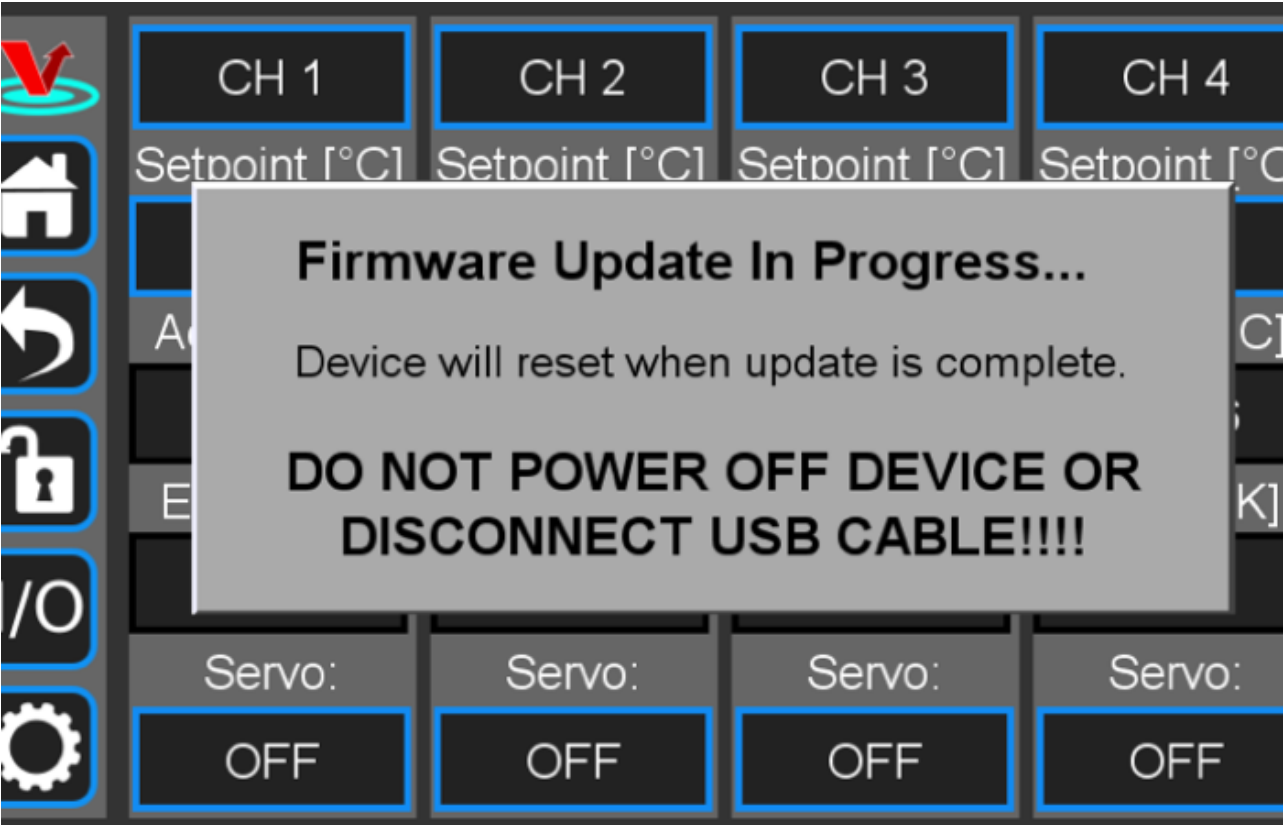 CH 1 CH 2 CH 3 CH 4
Setpoint [°C] Setpoint [°C] Setpoint [°C] Setpoint [°C
Firmware Update In Progress...
Device will reset when update is complete.
C]
DO NOT POWER OFF DEVICE OR
K]
DISCONNECT USB CABLE!!!!
/O
Servo: Servo: Servo: Servo:
OFF OFF OFF OFF